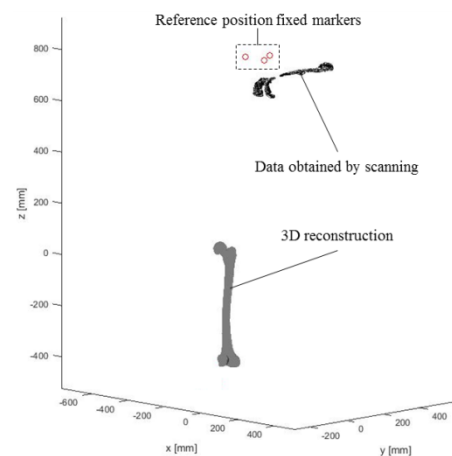 Reference position fixed markers
800
600
400
200
0
-200
-400
z [mm]
Data obtained by scanning
3D reconstruction
-600
-400
-200
0
200
400
x [mm]
-200
0
200
400
y [mm]